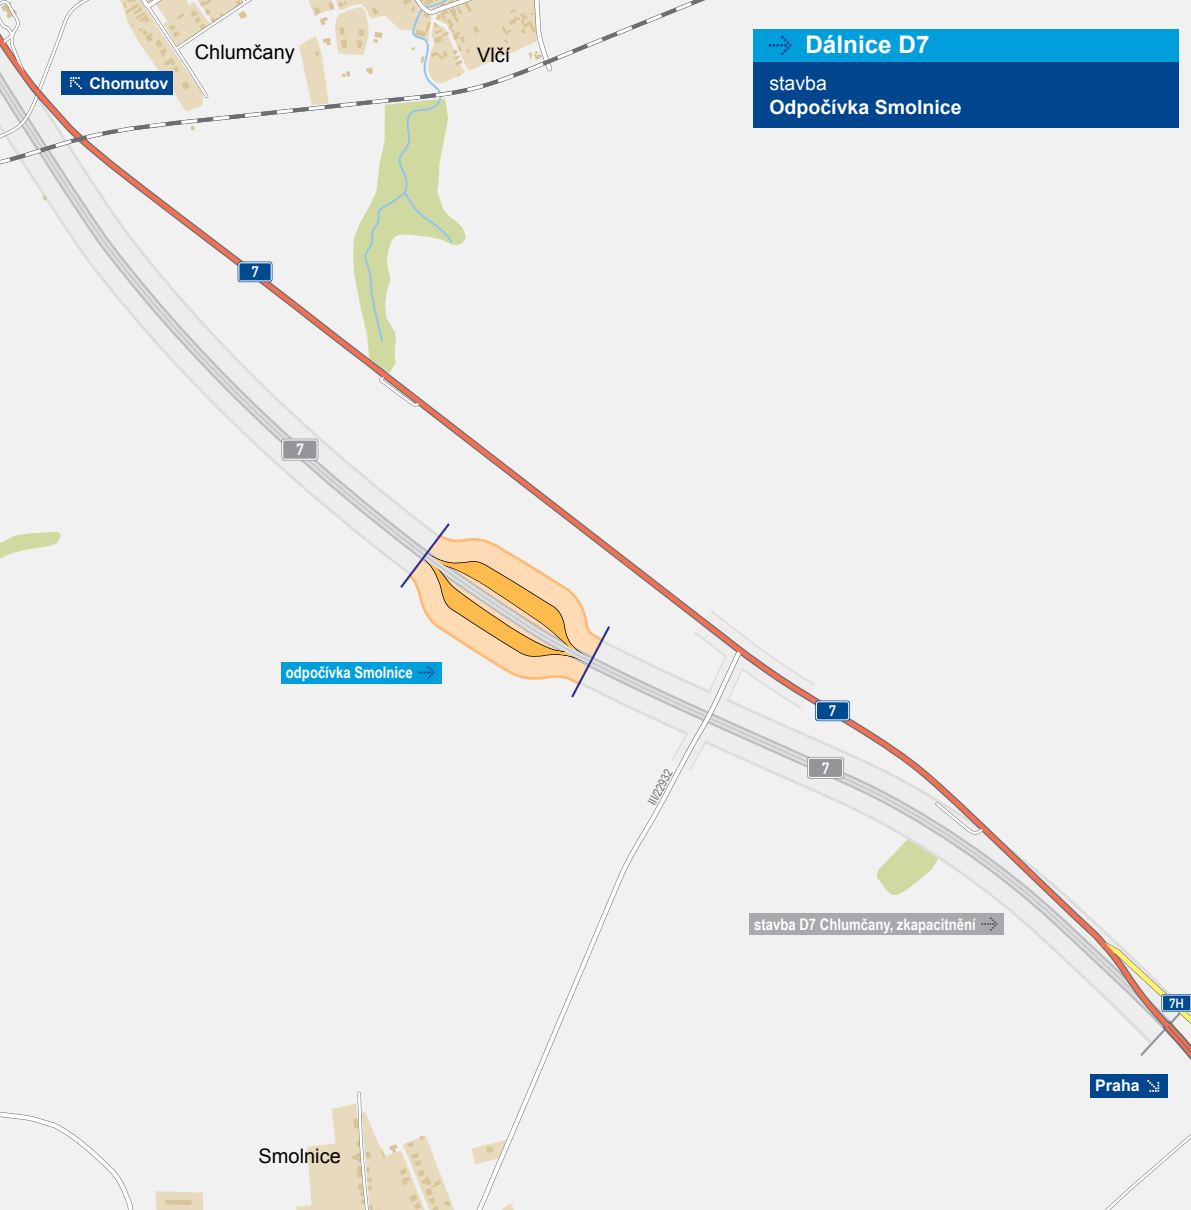 Chlumčany
Vlčí
Chomutov
Dálnice D7
stavba
Odpočívka Smolnice
7
7
odpočívka Smolnice
7
7
III/22932
stavba D7 Chlumčany, zkapacitnění
7H
Praha
Smolnice